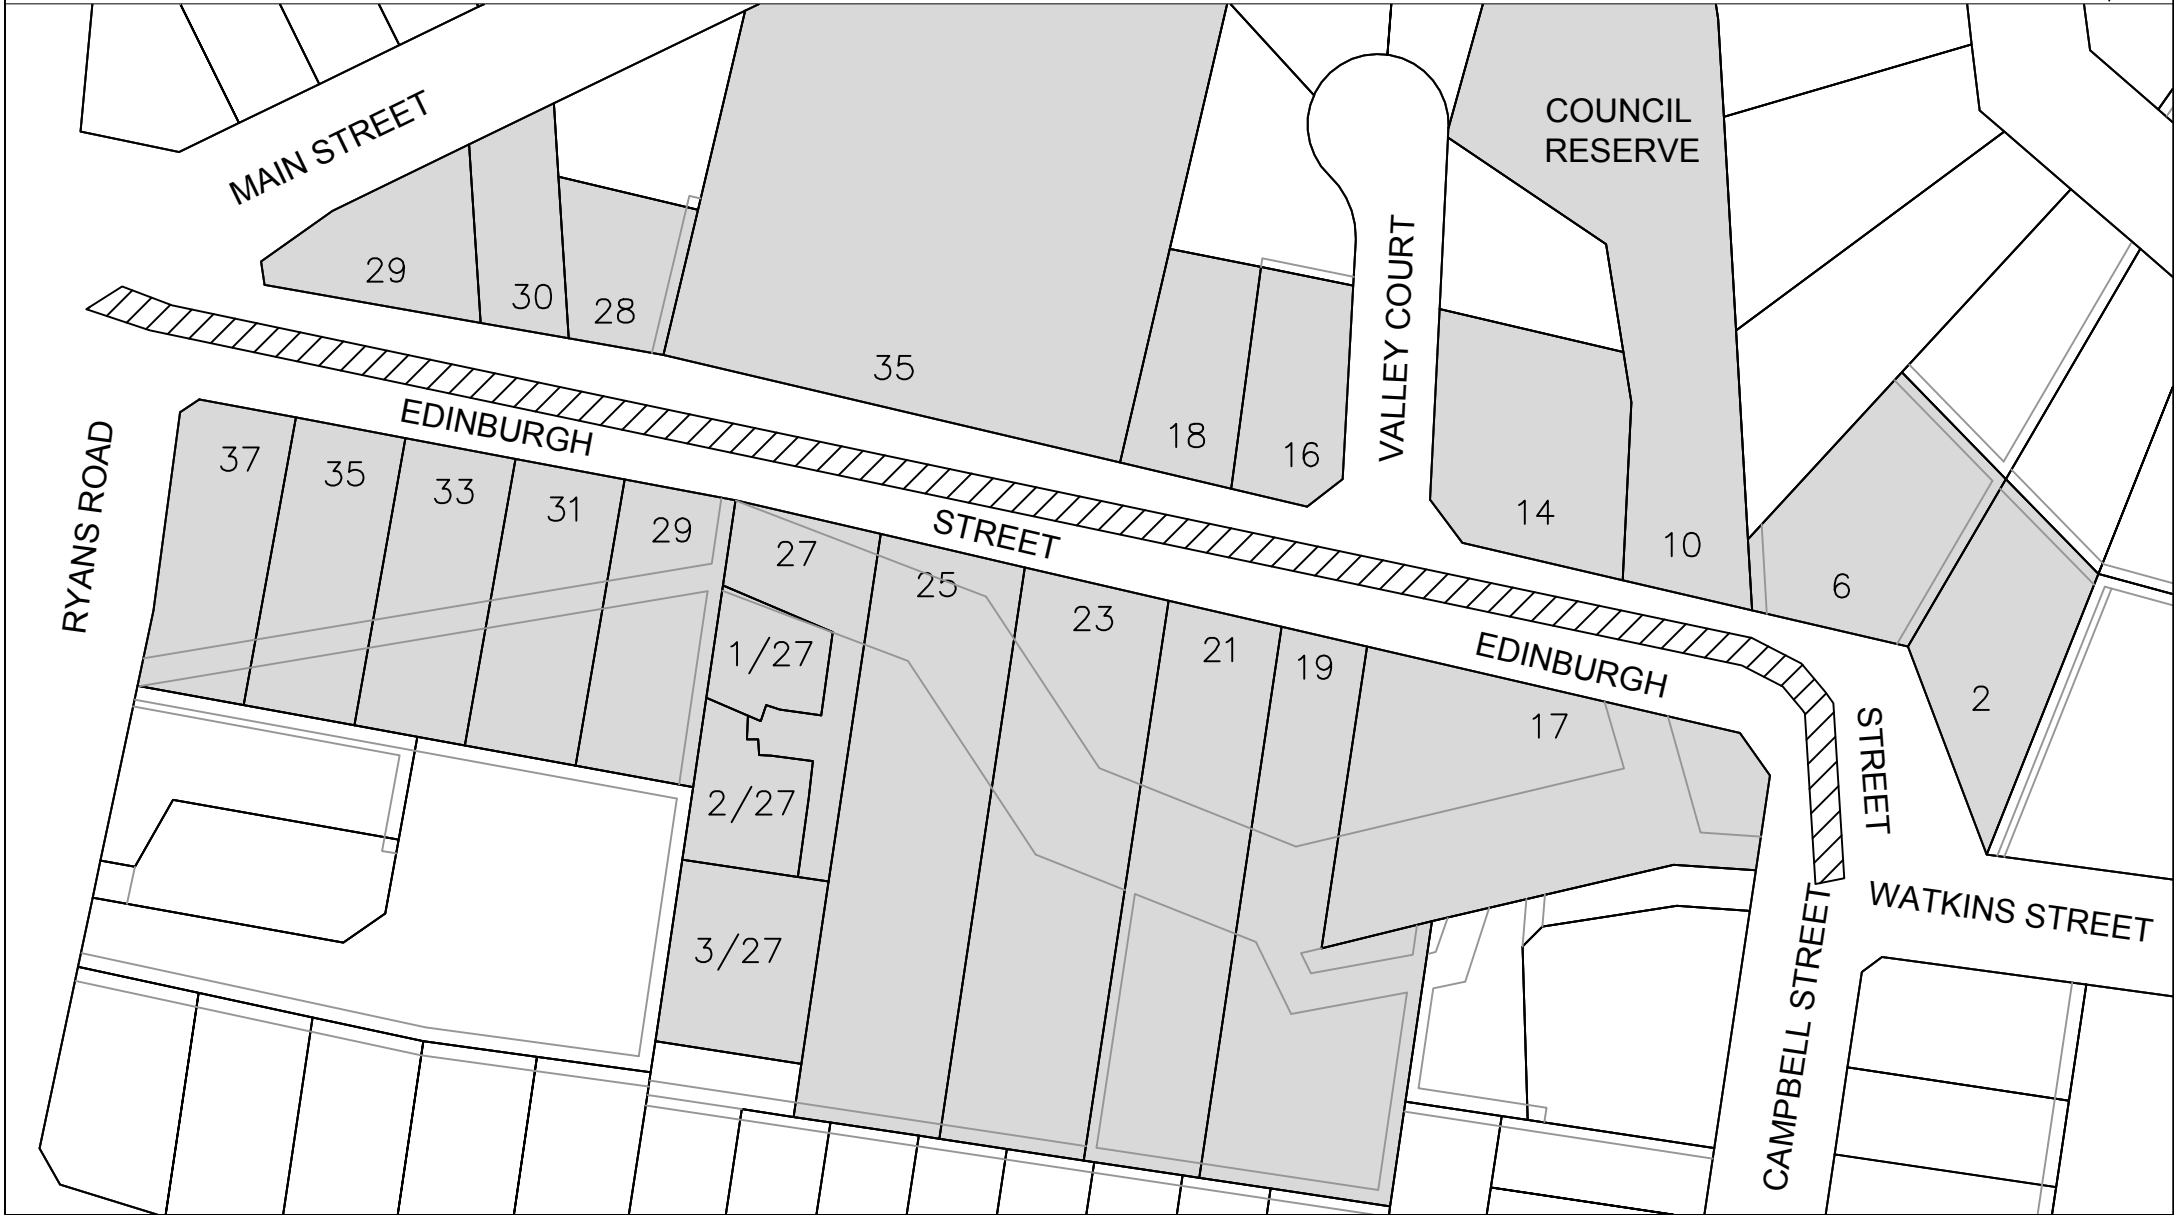 COUNCIL
RESERVE
MAIN STREET
29
30
28
35
18
16
VALLEY COURT
14
10
6
2
RYANS ROAD
EDINBURGH
STREET
EDINBURGH
STREET
37
35
33
31
29
27
25
23
21
19
17
1/27
2/27
3/27
WATKINS STREET
CAMPBELL STREET